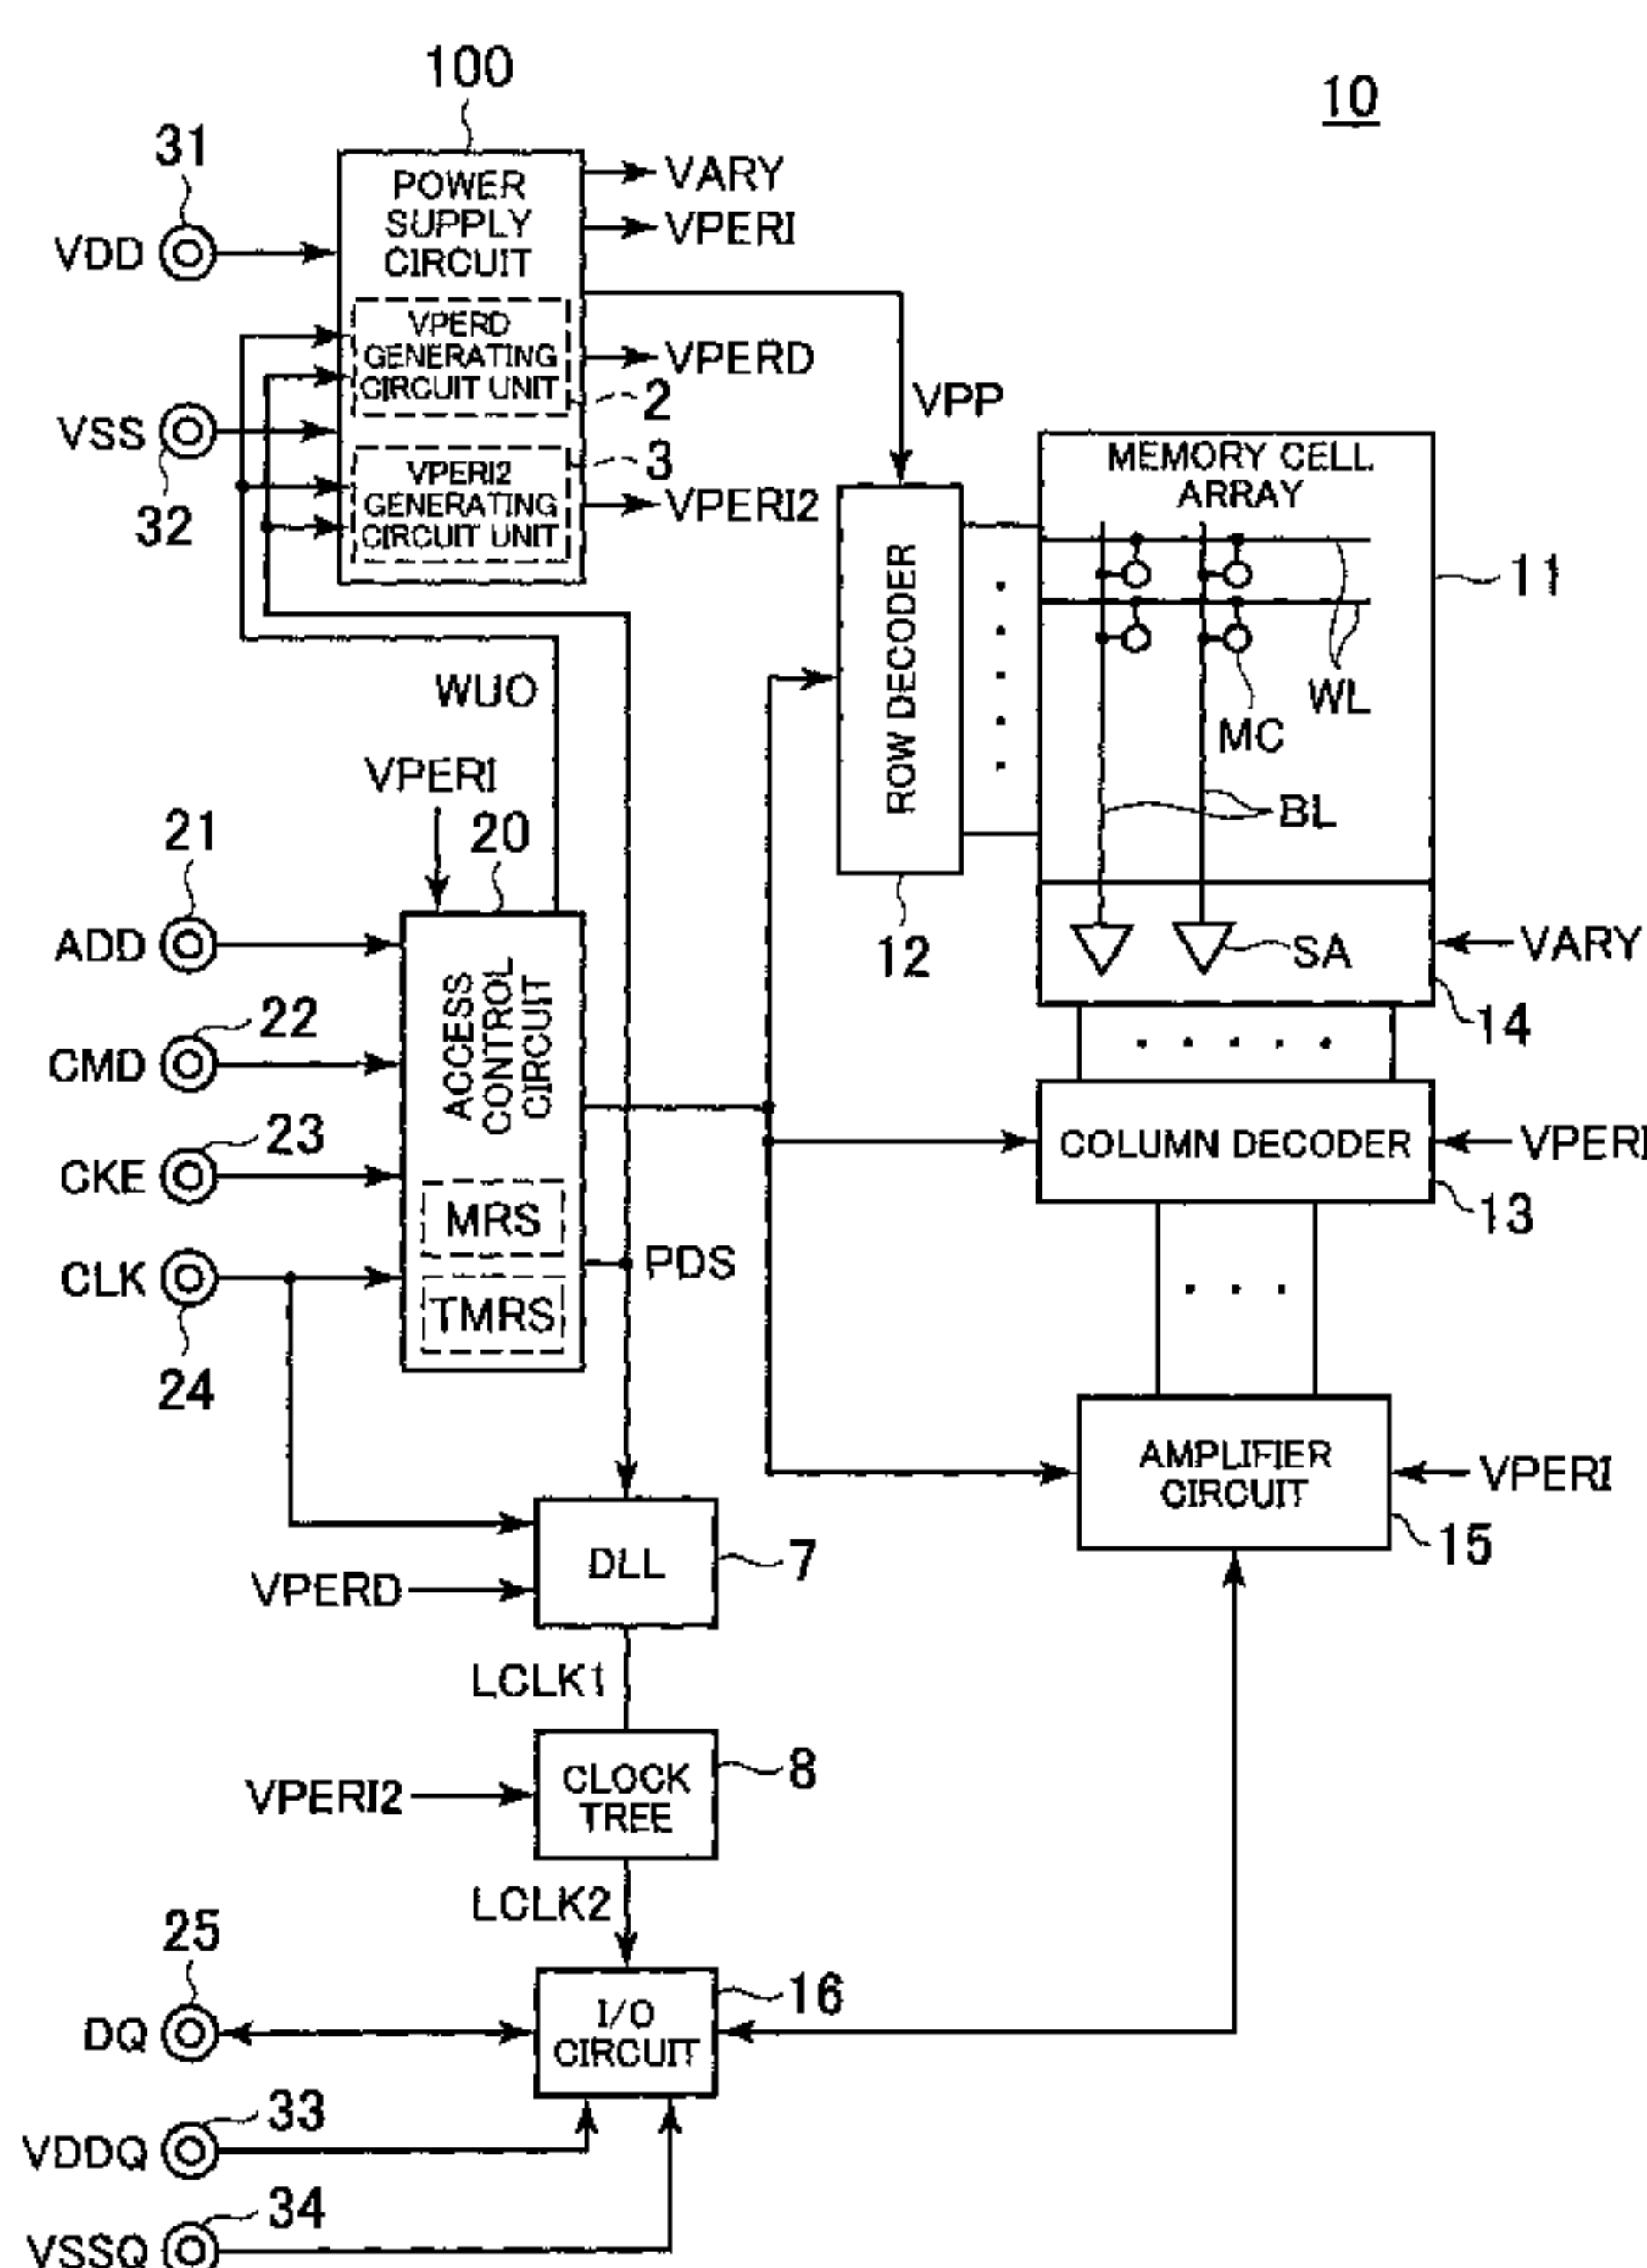 100
10
31
POWER
SUPPLY
CIRCUIT
VARY
VPERI
VDD
VPERD
GENERATING
CIRCUIT UNIT
VPERD
2
VPP
VSS
32
3
VPERI2
GENERATING
CIRCUIT UNIT
VPERI2
MEMORY CELL
ARRAY
ROW DECODER
11
WUO
WL
MC
VPERI
BL
21
20
12
ADD
SA
VARY
ACCESS
CONTROL
CIRCUIT
22
14
CMD
23
CKE
COLUMN DECODER
VPERI
13
MRS
PDS
CLK
TMRS
24
AMPLIFIER
CIRCUIT
VPERI
15
DLL
7
VPERD
LCLK1
8
CLOCK
TREE
VPERI2
LCLK2
25
16
I/O
CIRCUIT
DQ
33
VDDQ
34
VSSQ